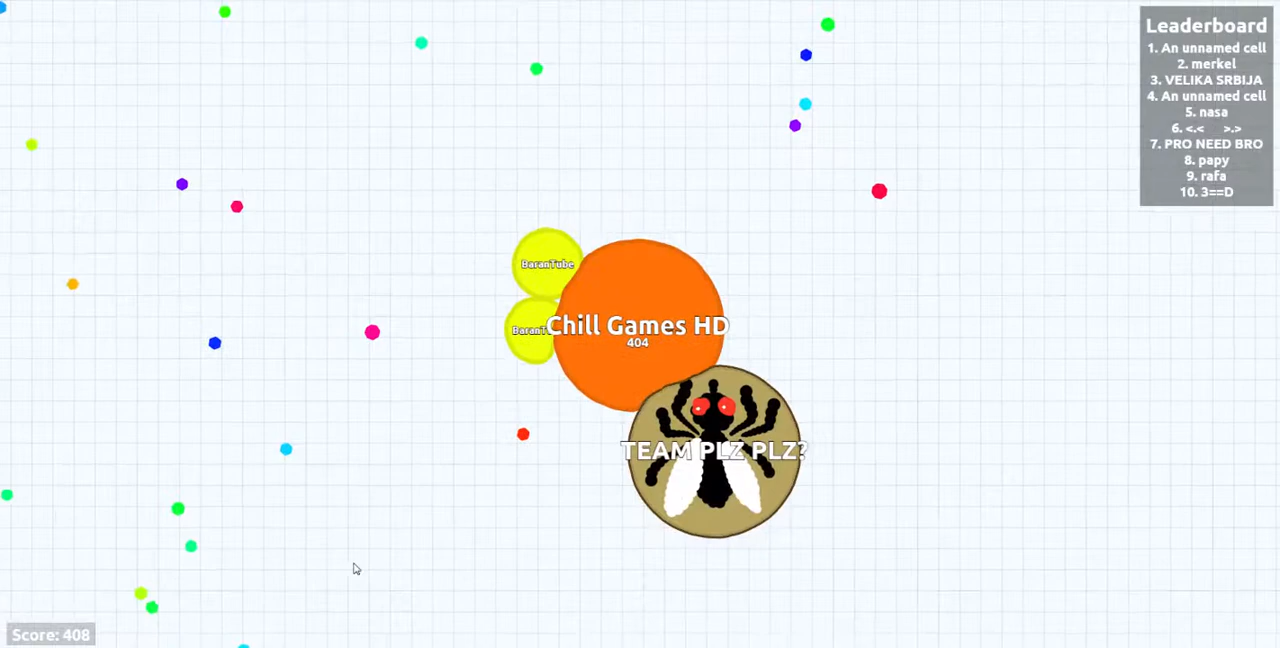 Leaderboard
1. An unnamed cell
2. merkel
3. VELIKA SRBIJA
4. An unnamed cell
5. nasa
6. <.< >.>
7. PRO NEED BRO
8. papy
9. rafa
10. 3==D
BaranTube
BaranT
Chill Games HD
404
TEAM PLZ PLZ?
Score: 408